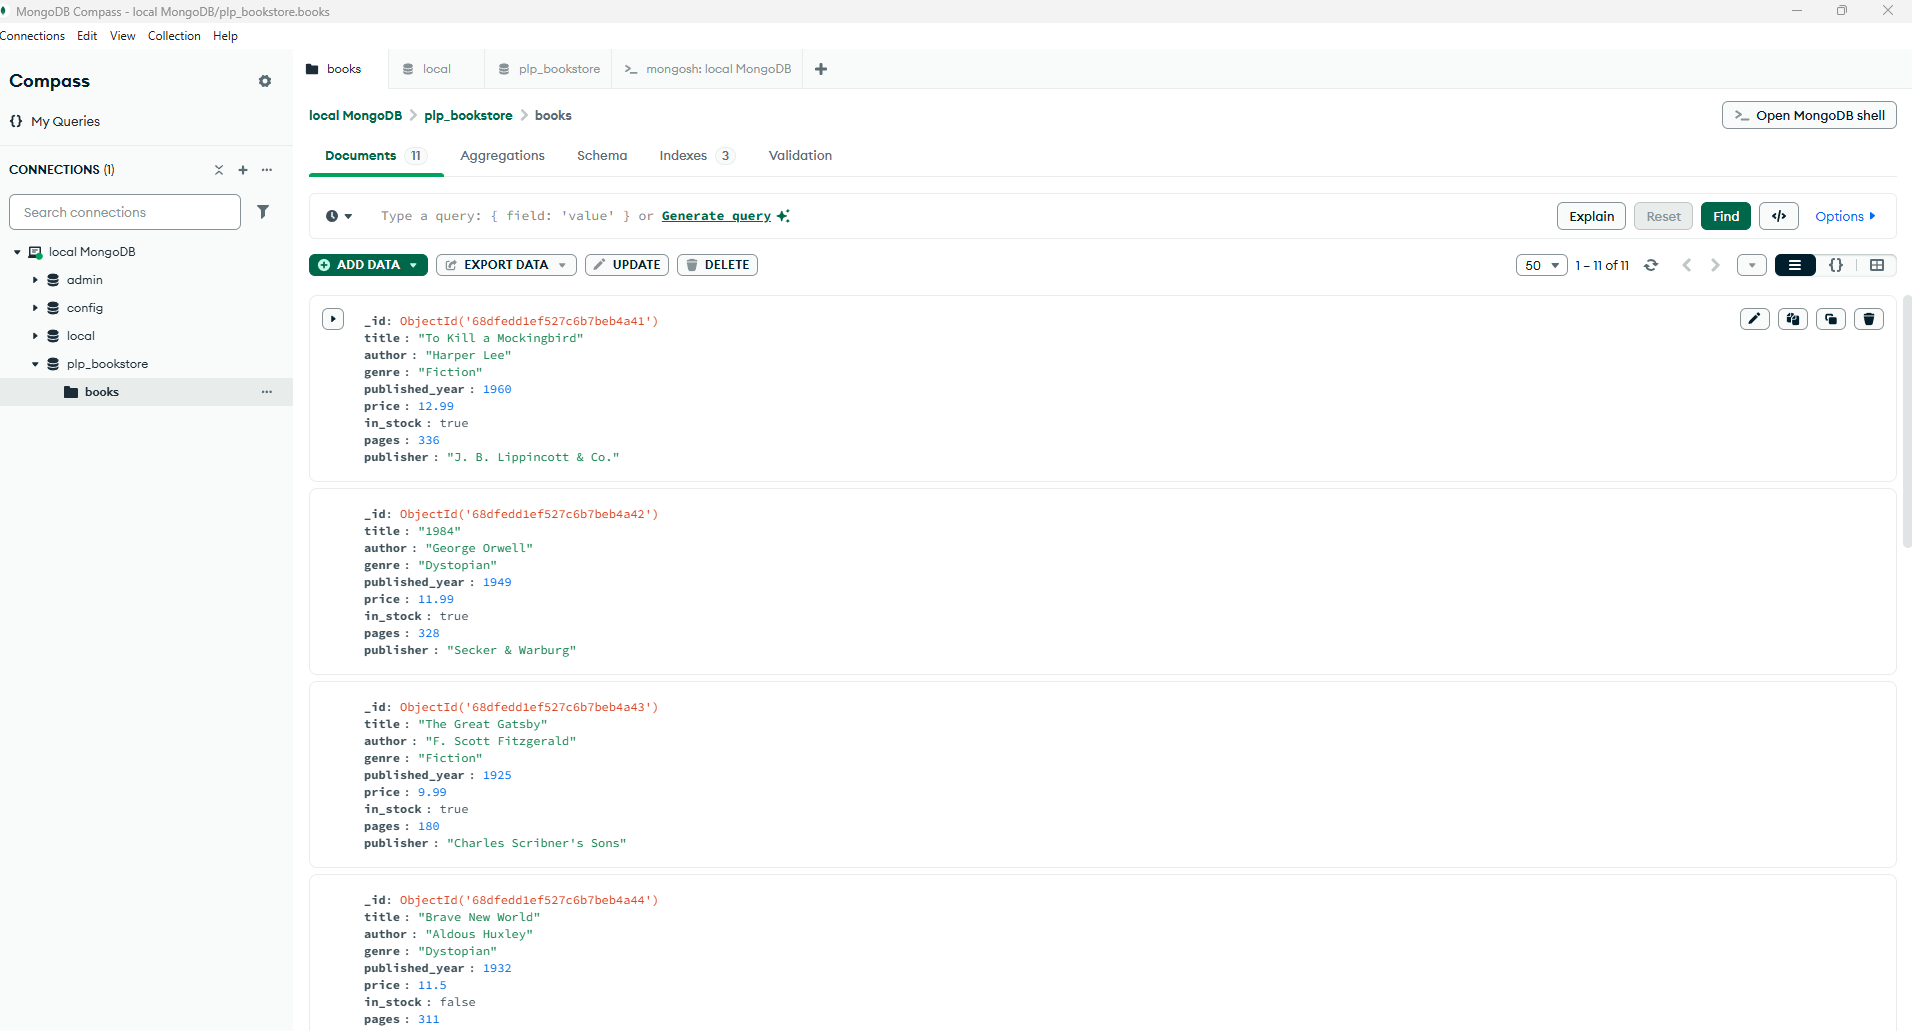 MongoDB Compass - local MongoDB/plp_bookstore.books
Connections Edit View Collection Help
Compass
My Queries
CONNECTIONS (1)
Search connections
local MongoDB
admin
config
local
plp_bookstore
books
books local plp_bookstore >_ mongosh: local MongoDB
local MongoDB > plp_bookstore > books
>_ Open MongoDB shell
Documents 11 Aggregations Schema Indexes 3 Validation
Type a query: { field: 'value' } or Generate query
Explain Reset Find </> Options
ADD DATA EXPORT DATA UPDATE DELETE
50 1 – 11 of 11 {}
_id: ObjectId('68dfedd1ef527c6b7beb4a41')
title : "To Kill a Mockingbird"
author : "Harper Lee"
genre : "Fiction"
published_year : 1960
price : 12.99
in_stock : true
pages : 336
publisher : "J. B. Lippincott & Co."
_id: ObjectId('68dfedd1ef527c6b7beb4a42')
title : "1984"
author : "George Orwell"
genre : "Dystopian"
published_year : 1949
price : 11.99
in_stock : true
pages : 328
publisher : "Secker & Warburg"
_id: ObjectId('68dfedd1ef527c6b7beb4a43')
title : "The Great Gatsby"
author : "F. Scott Fitzgerald"
genre : "Fiction"
published_year : 1925
price : 9.99
in_stock : true
pages : 180
publisher : "Charles Scribner's Sons"
_id: ObjectId('68dfedd1ef527c6b7beb4a44')
title : "Brave New World"
author : "Aldous Huxley"
genre : "Dystopian"
published_year : 1932
price : 11.5
in_stock : false
pages : 311